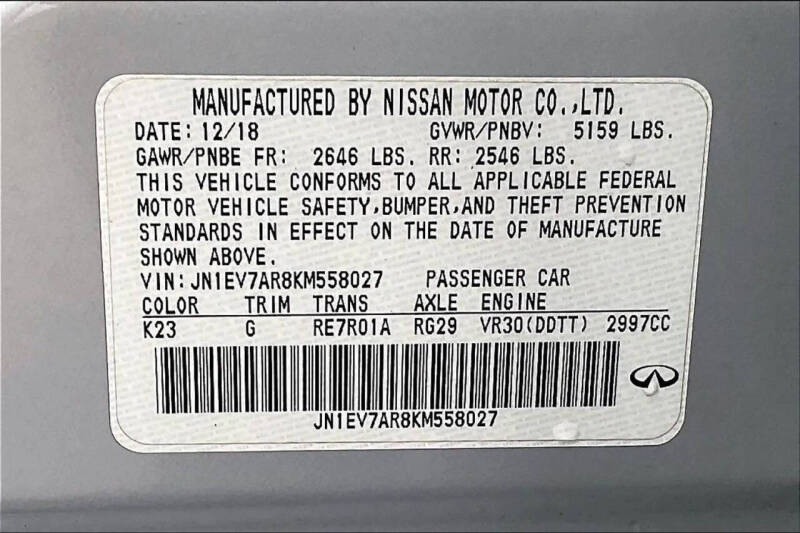 MANUFACTURED BY NISSAN MOTOR CO.,LTD.
DATE: 12/18 GVWR/PNBV: 5159 LBS.
GAWR/PNBE FR: 2646 LBS. RR: 2546 LBS.
THIS VEHICLE CONFORMS TO ALL APPLICABLE FEDERAL
MOTOR VEHICLE SAFETY,BUMPER,AND THEFT PREVENTION
STANDARDS IN EFFECT ON THE DATE OF MANUFACTURE
SHOWN ABOVE.
VIN:JN1EV7AR8KM558027 PASSENGER CAR
COLOR TRIM TRANS AXLE ENGINE
K23 G RE7R01A RG29 VR30(DDTT) 2997CC
JN1EV7AR8KM558027